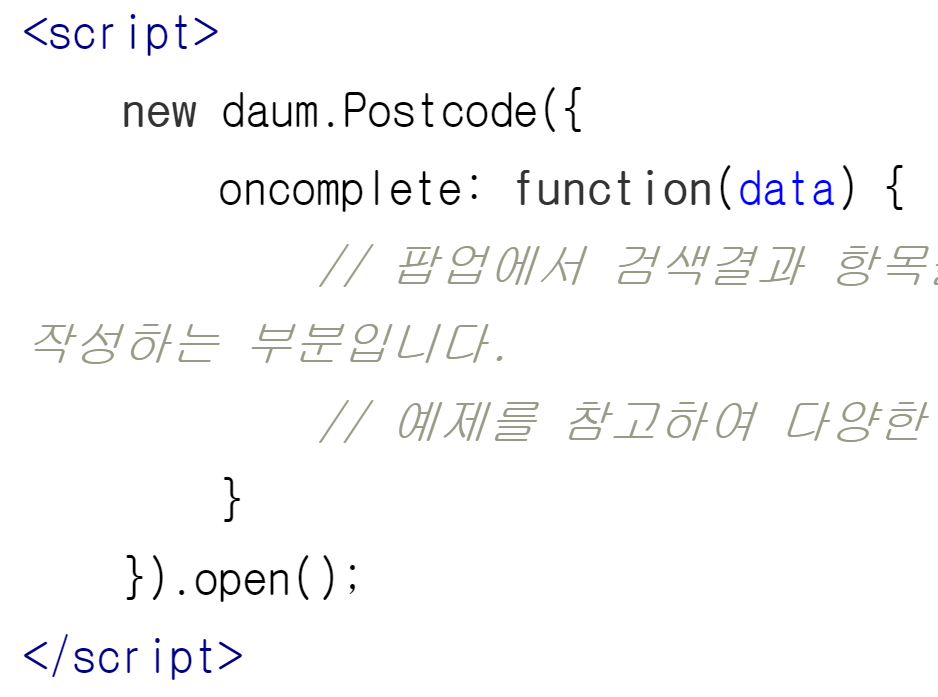 <script>
new daum.Postcode({
oncomplete: function(data) {
// 팝업에서 검색결과 항목
작성하는 부분입니다.
// 예제를 참고하여 다양한
}
}).open();
</script>